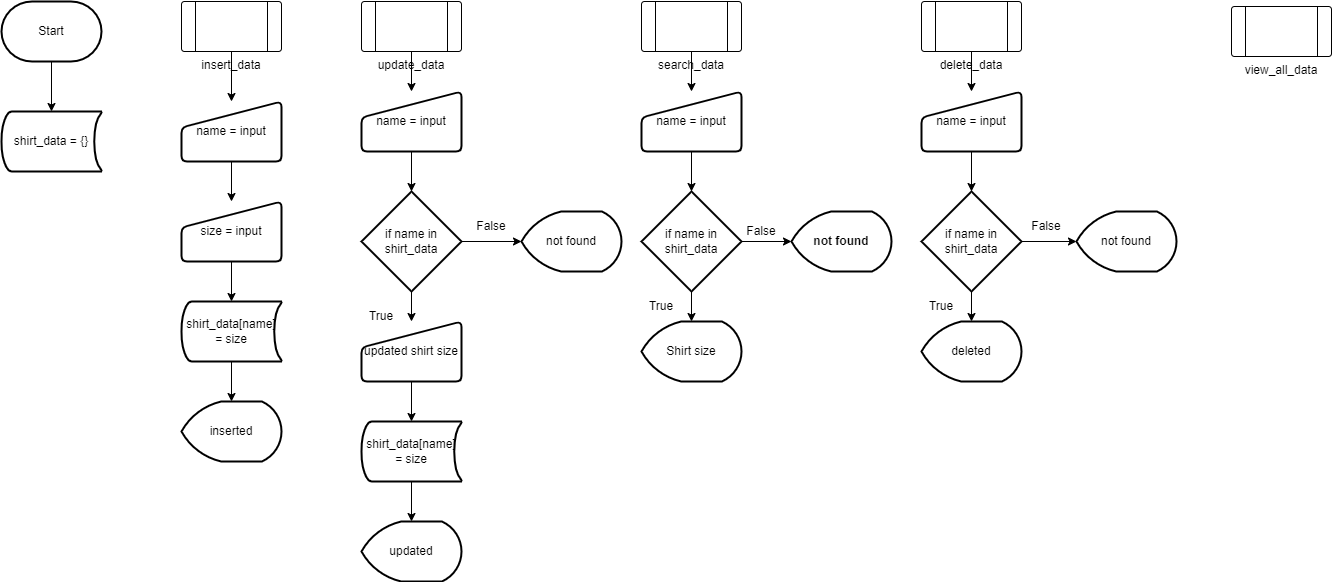 Start
shirt_data = {}
insert_data
name = input
size = input
shirt_data[name]
= size
inserted
update_data
name = input
if name in
shirt_data
False
not found
True
updated shirt size
shirt_data[name]
= size
updated
search_data
name = input
if name in
shirt_data
False
not found
True
Shirt size
delete_data
name = input
if name in
shirt_data
False
not found
True
deleted
view_all_data